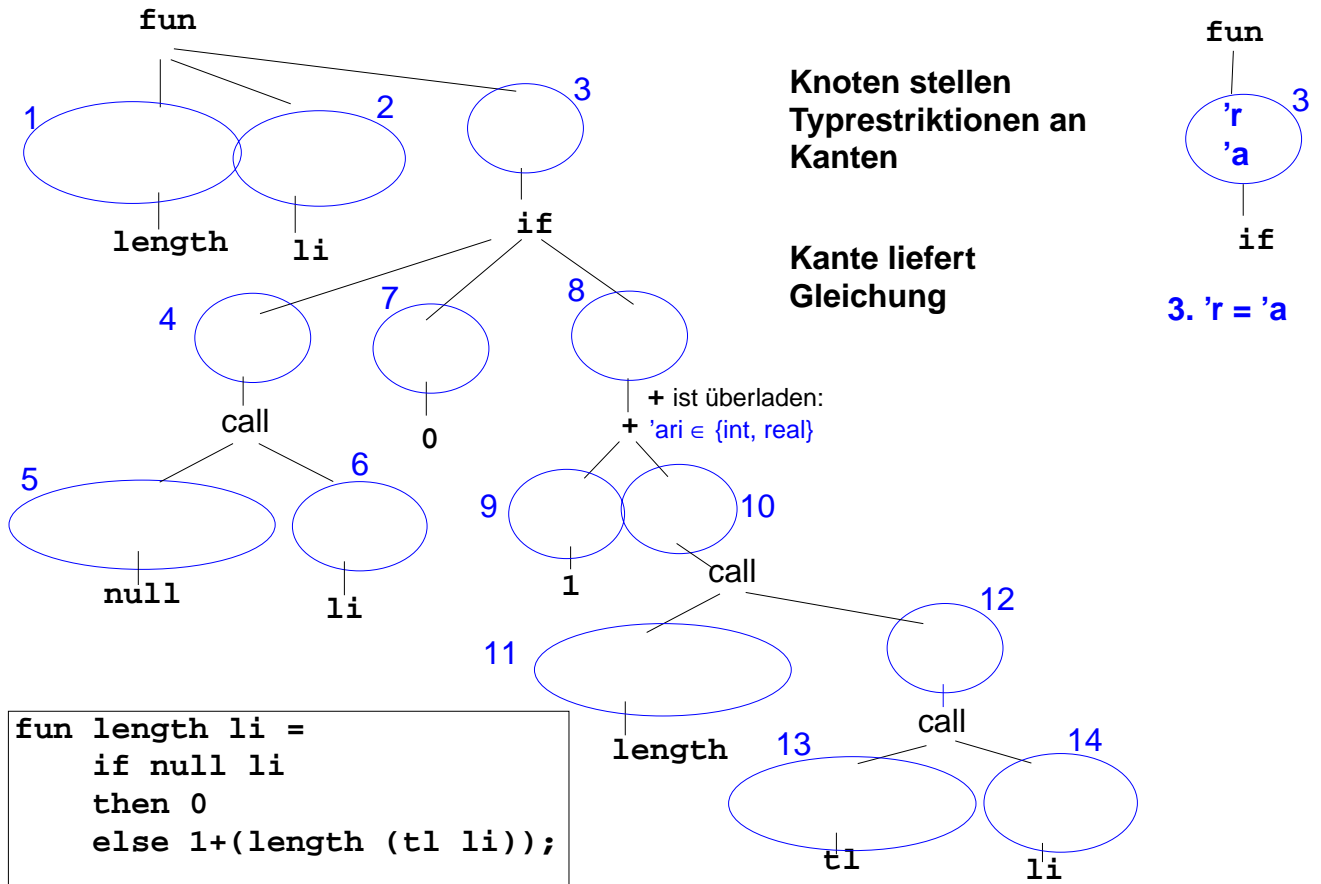 fun
1
2
3
length
li
if
Knoten stellen
Typrestriktionen an
Kanten
Kante liefert
Gleichung
fun
3
'r
'a
if
3. 'r = 'a
4
7
8
call
0
+ ist überladen:
+ 'ari ∈ {int, real}
5
6
9
10
null
li
1
call
11
12
length
call
13
14
tl
li
fun length li =
if null li
then 0
else 1+(length (tl li));